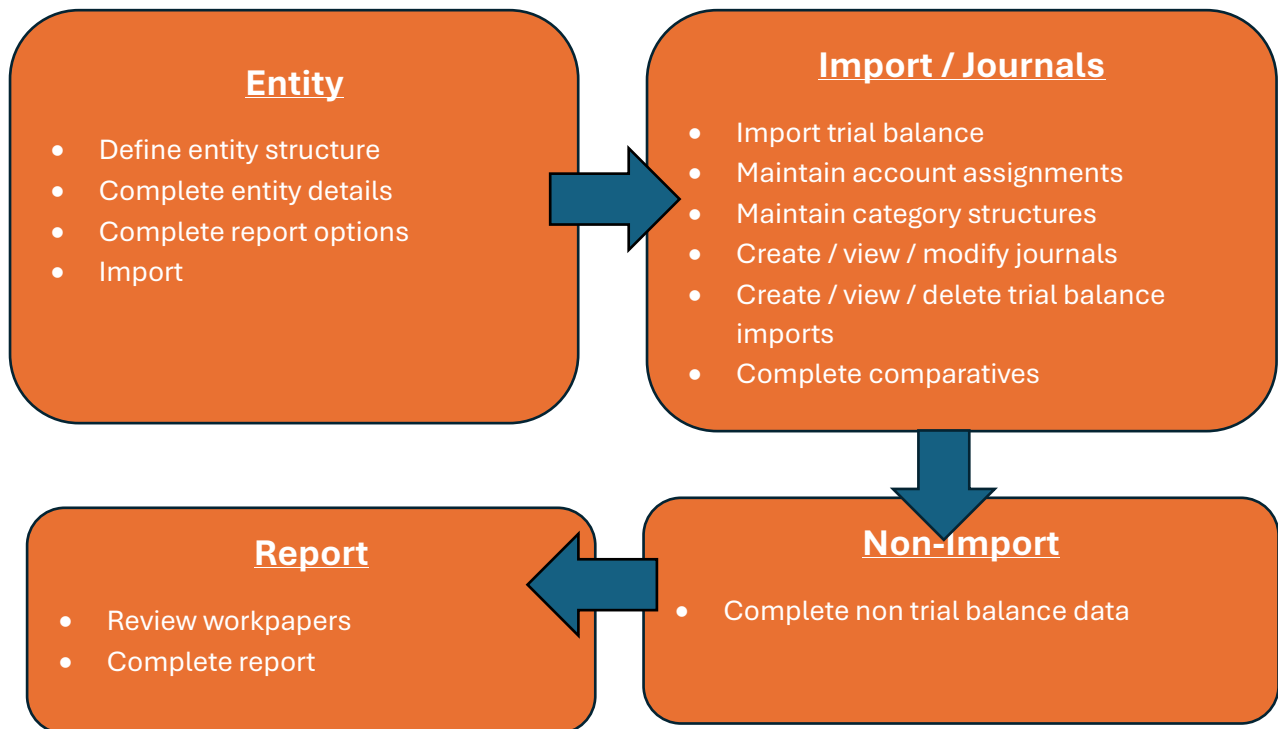 Entity
• Define entity structure
• Complete entity details
• Complete report options
• Import
Import / Journals
• Import trial balance
• Maintain account assignments
• Maintain category structures
• Create / view / modify journals
• Create / view / delete trial balance
imports
• Complete comparatives
Non-Import
• Complete non trial balance data
Report
• Review workpapers
• Complete report